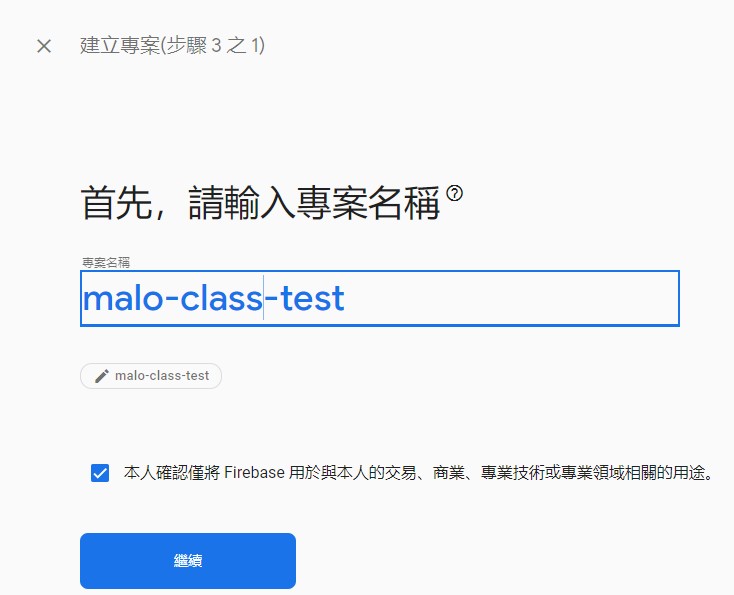 建立專案(步驟 3 之 1)
首先，請輸入專案名稱
專案名稱
malo-class-test
malo-class-test
本人確認僅將 Firebase 用於與本人的交易、商業、專業技術或專業領域相關的用途。
繼續